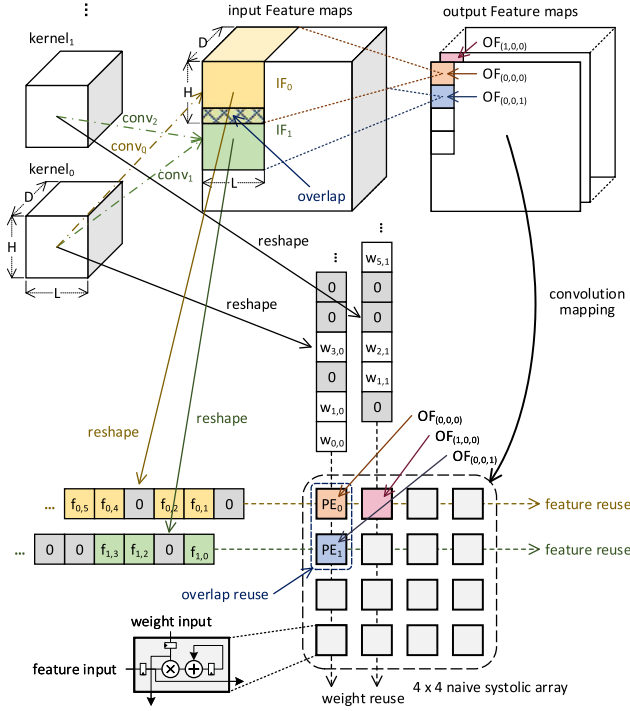 ⋮
input Feature maps
output Feature maps
kernel₁
D
OF₍₁,₀,₀₎
H
IF₀
OF₍₀,₀,₀₎
OF₍₀,₀,₁₎
conv₂
IF₁
conv₀
kernel₀
conv₁
D
L
overlap
H
L
reshape
⋮
⋮
w₅,₁
0
0
convolution
mapping
reshape
0
0
w₃,₀
w₂,₁
0
w₁,₁
reshape
w₁,₀
0
reshape
w₀,₀
OF₍₀,₀,₀₎
OF₍₁,₀,₀₎
OF₍₀,₀,₁₎
... f₀,₅ f₀,₄ 0 f₀,₂ f₀,₁ 0
PE₀
feature reuse
... 0 0 f₁,₃ f₁,₂ 0 f₁,₀
PE₁
feature reuse
overlap reuse
weight input
feature input
4 x 4 naive systolic array
weight reuse